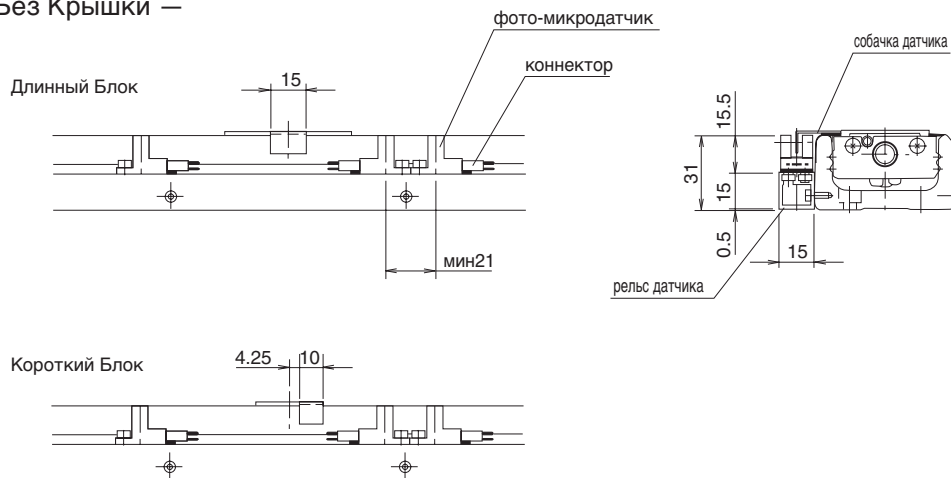 Без Крышки —
фото-микродатчик
собачка датчика
коннектор
Длинный Блок
15
15.5
31
15
0.5
15
мин21
рельс датчика
Короткий Блок
4.25
10